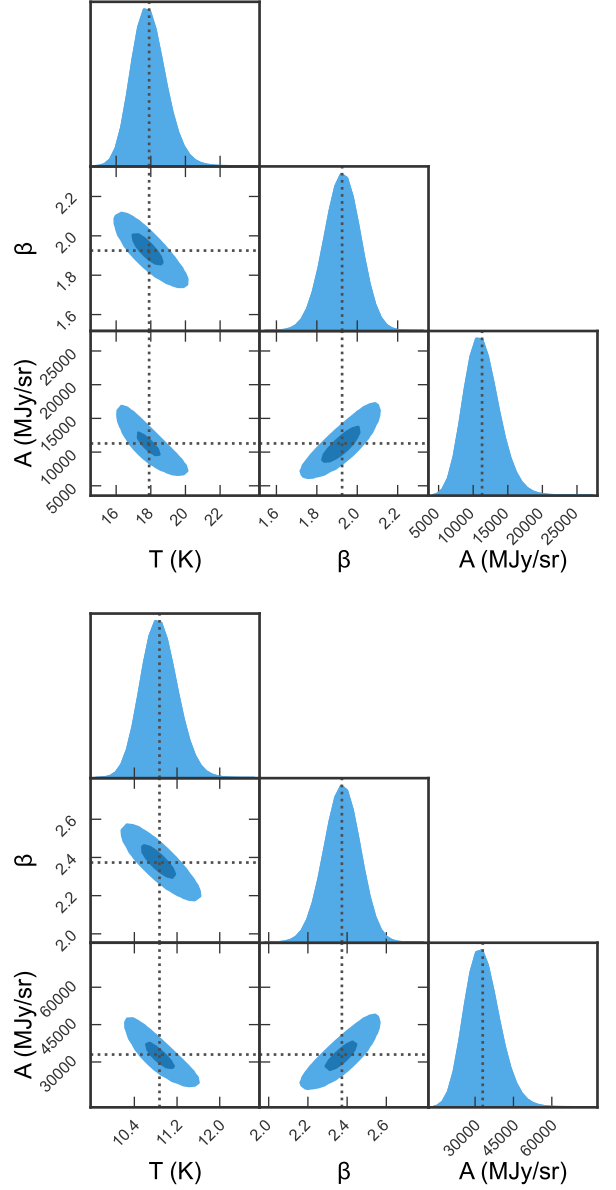 β
2.2
2.0
1.8
1.6
A (MJy/sr)
25000
20000
15000
10000
5000
16 18 20 22
1.6 1.8 2.0 2.2
5000 10000 15000 20000 25000
T (K) β A (MJy/sr)
β
2.6
2.4
2.2
2.0
A (MJy/sr)
60000
45000
30000
10.4 11.2 12.0
2.0 2.2 2.4 2.6
30000 45000 60000
T (K) β A (MJy/sr)